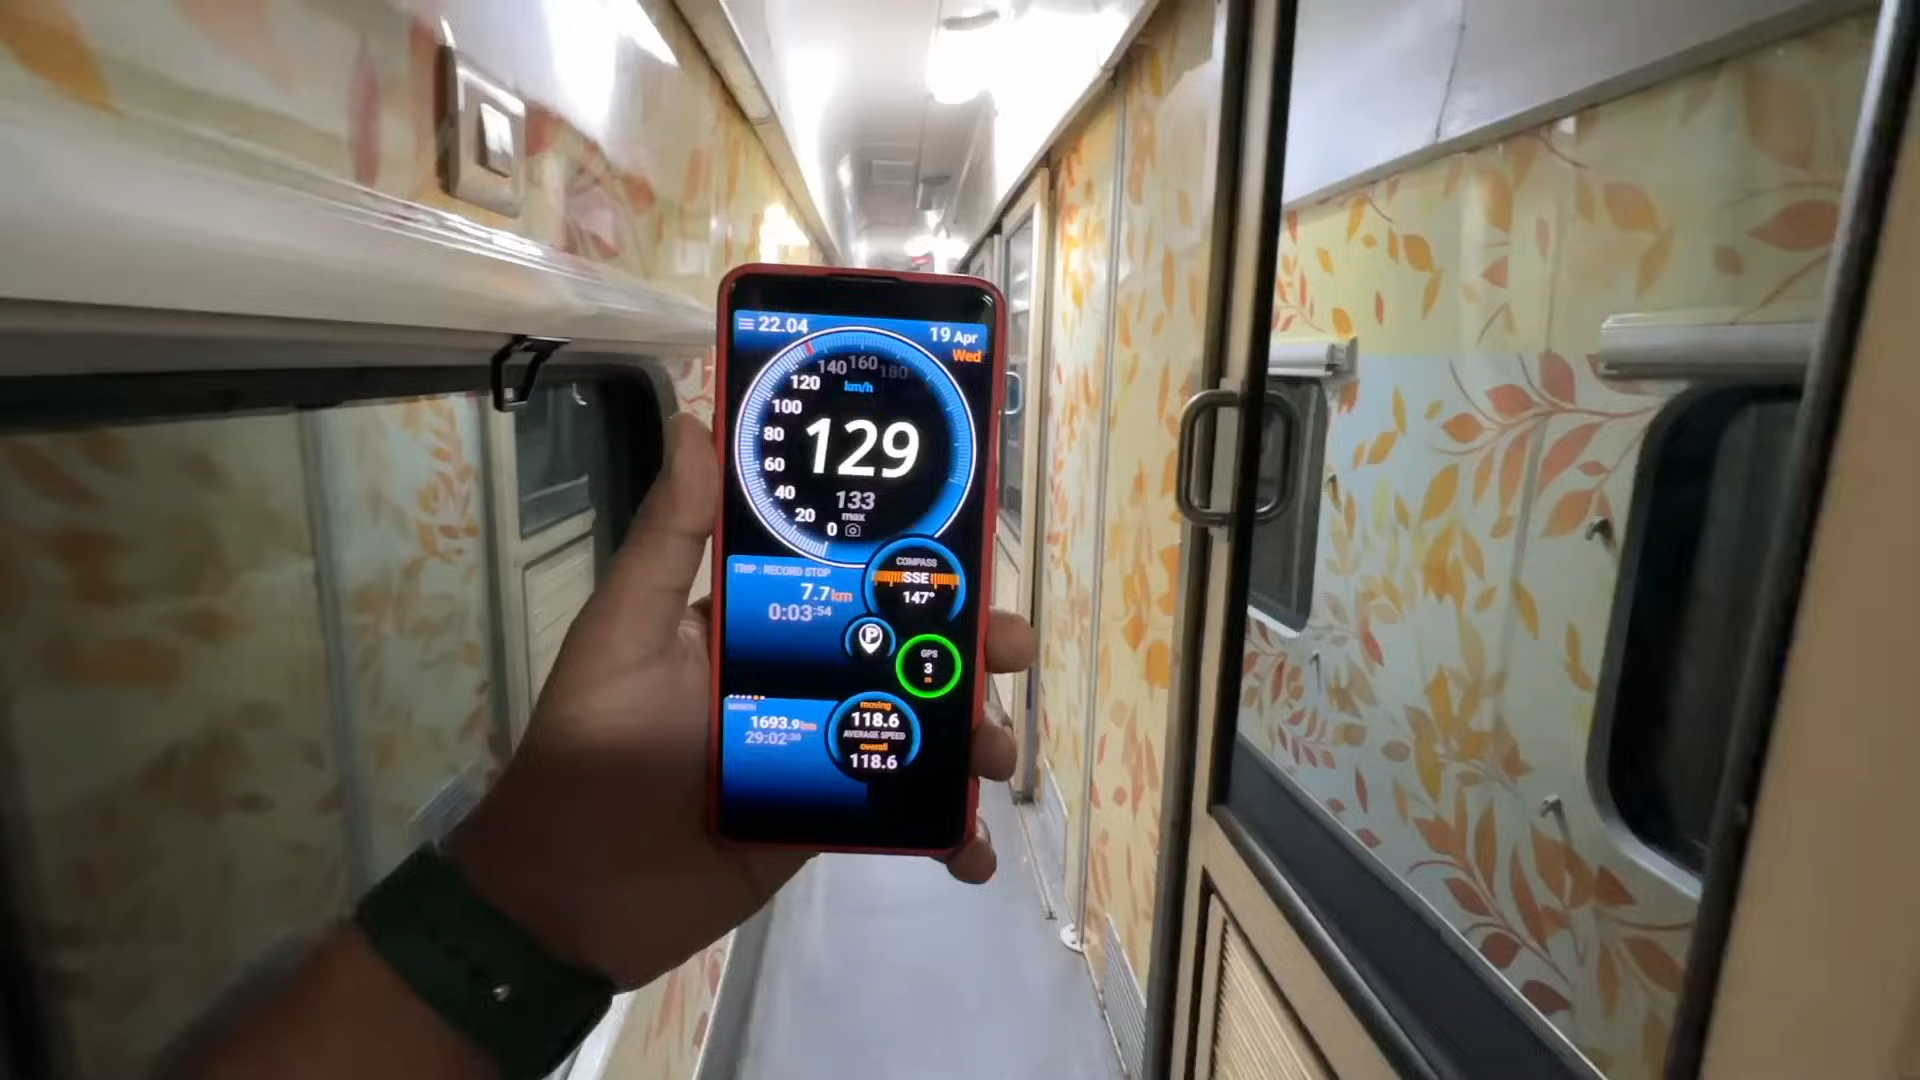 22.04
19 Apr
Wed
140 160 180
120
km/h
100
129
80
60
40
133
20
max
0
COMPASS
SSE
147°
TRIP : RECORD STOP
7.7km
0:03:54
P
GPS
3
m
MONTH
1693.9km
29:02
moving
118.6
AVERAGE SPEED
overall
118.6